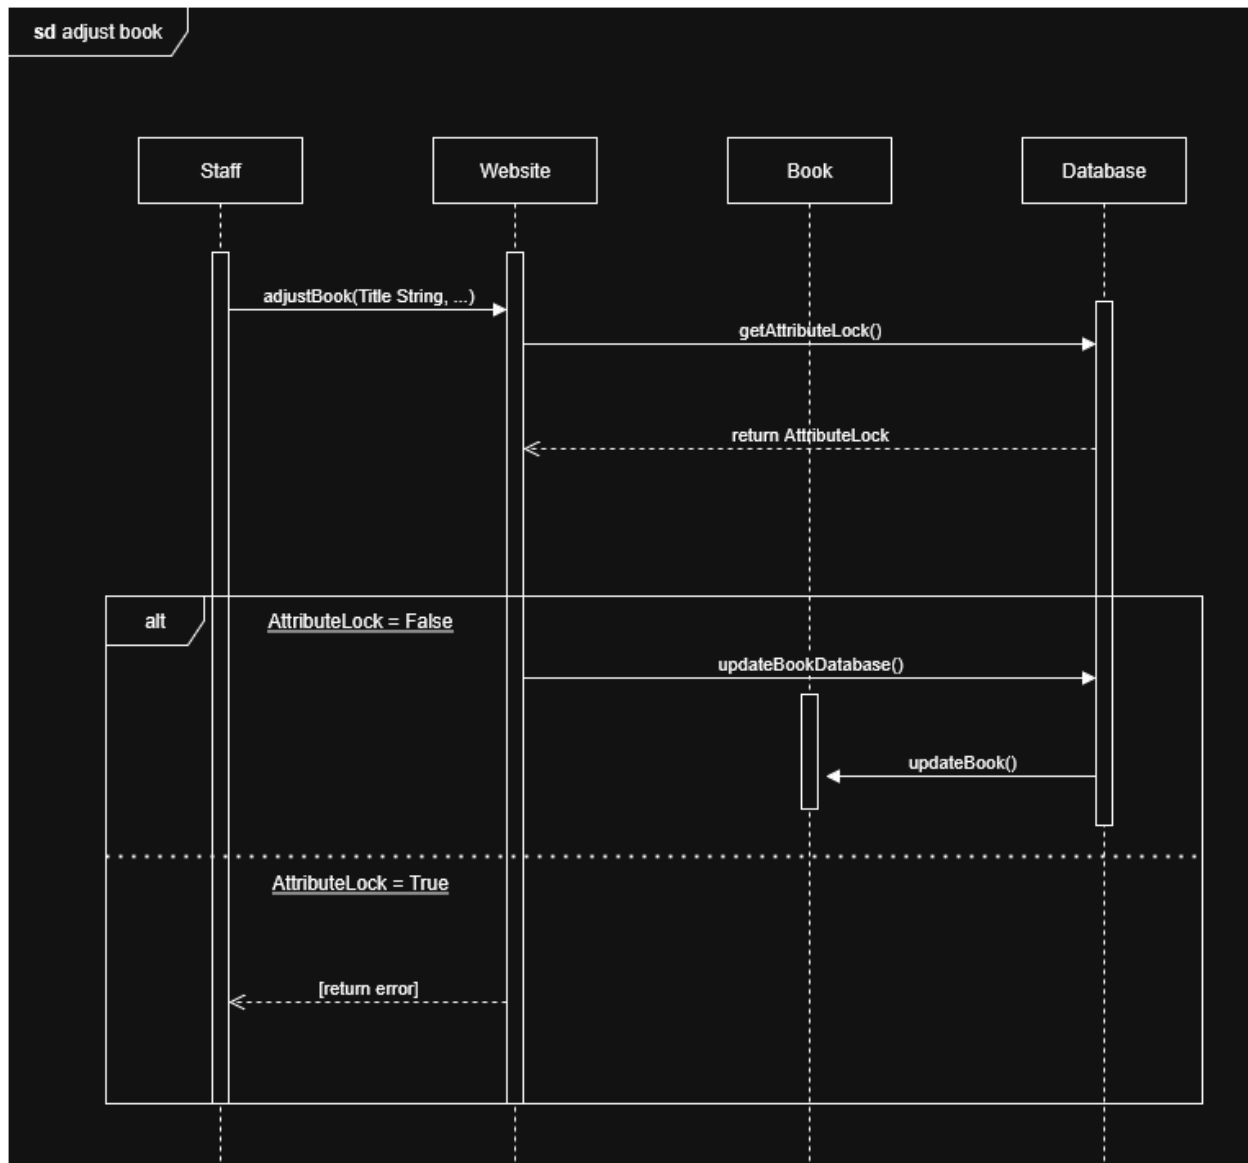 sd adjust book
Staff
Website
Book
Database
adjustBook(Title String, ...)
getAttributeLock()
return AttributeLock
alt
AttributeLock = False
updateBookDatabase()
updateBook()
AttributeLock = True
[return error]